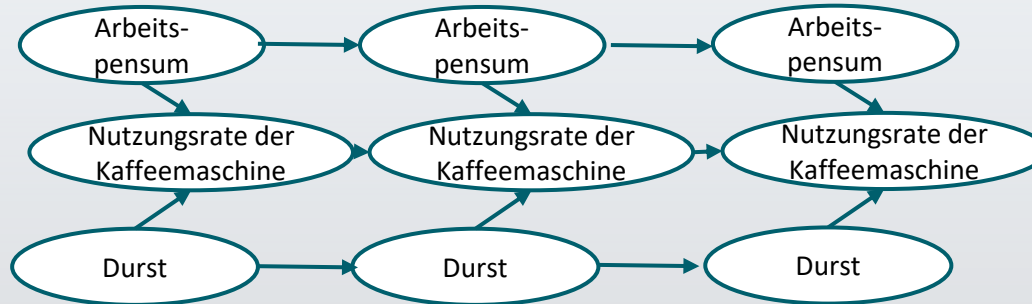 Arbeits-
pensum
Arbeits-
pensum
Arbeits-
pensum
Nutzungsrate der
Kaffeemaschine
Nutzungsrate der
Kaffeemaschine
Nutzungsrate der
Kaffeemaschine
Durst
Durst
Durst